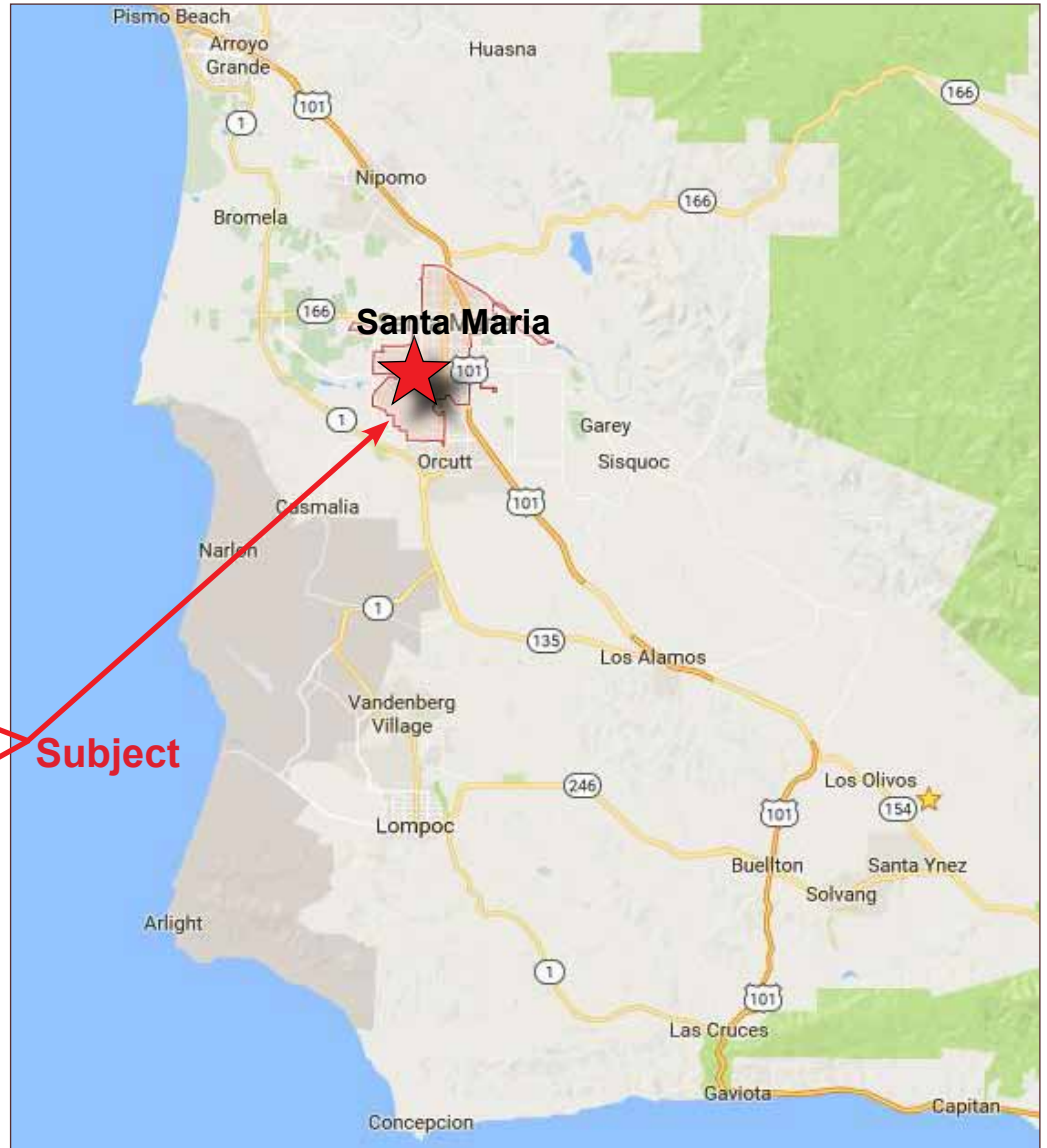 Pismo Beach
Arroyo
Grande
Huasna
101
166
1
Nipomo
166
Bromela
166
Santa Maria
101
1
Garey
Orcutt
Sisquoc
101
Casmalia
Narlon
1
135
Los Alamos
Vandenberg
Village
Subject
246
Los Olivos
154
101
Lompoc
Buellton
Santa Ynez
Solvang
Arlight
1
101
Las Cruces
Gaviota
Capitan
Concepcion